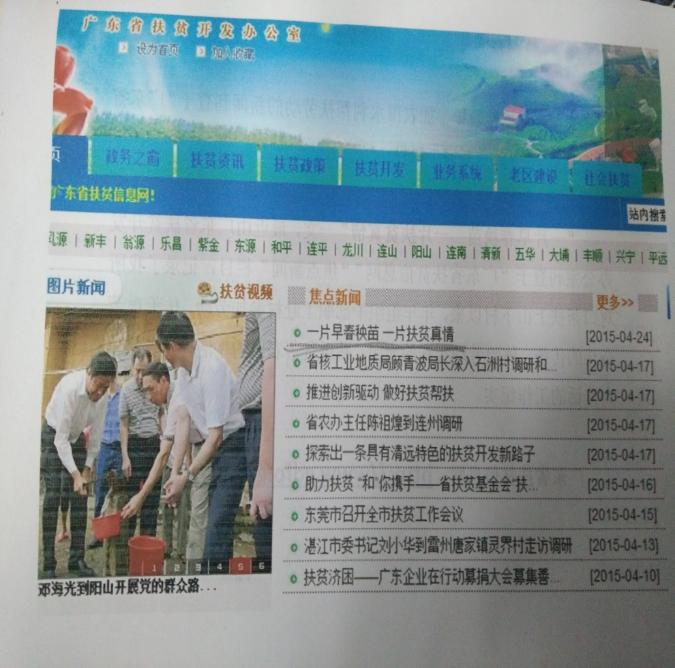 广东省扶贫开发办公室
设为首页 加入收藏
页 政务之窗 扶贫资讯 扶贫政策 扶贫开发 业务系统 老区建设 社会扶贫
广东省扶贫信息网!
站内搜索
乳源 | 新丰 | 翁源 | 乐昌 | 紫金 | 东源 | 和平 | 连平 | 龙川 | 连山 | 阳山 | 连南 | 清新 | 五华 | 大埔 | 丰顺 | 兴宁 | 平远
图片新闻 扶贫视频
焦点新闻 更多>>
一片早春秧苗 一片扶贫真情 [2015-04-24]
省核工业地质局顾青波局长深入石洲村调研和... [2015-04-17]
推进创新驱动 做好扶贫帮扶 [2015-04-17]
省农办主任陈祖煌到连州调研 [2015-04-17]
探索出一条具有清远特色的扶贫开发新路子 [2015-04-17]
助力扶贫 “和”你携手——省扶贫基金会“扶... [2015-04-16]
东莞市召开全市扶贫工作会议 [2015-04-15]
湛江市委书记刘小华到雷州唐家镇灵界村走访调研 [2015-04-13]
扶贫济困——广东企业在行动募捐大会募集善... [2015-04-10]
1 2 3 4 5 6
邓海光到阳山开展党的群众路...